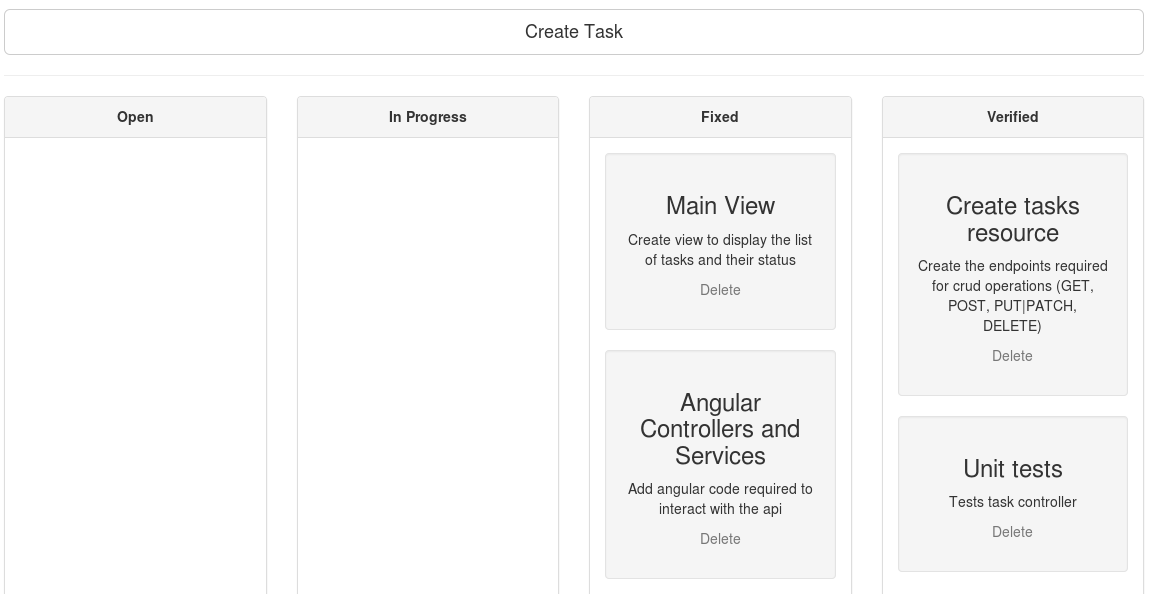 Create Task
Open
In Progress
Fixed
Verified
Main View
Create view to display the list
of tasks and their status
Delete
Angular
Controllers and
Services
Add angular code required to
interact with the api
Delete
Create tasks
resource
Create the endpoints required
for crud operations (GET,
POST, PUT|PATCH,
DELETE)
Delete
Unit tests
Tests task controller
Delete